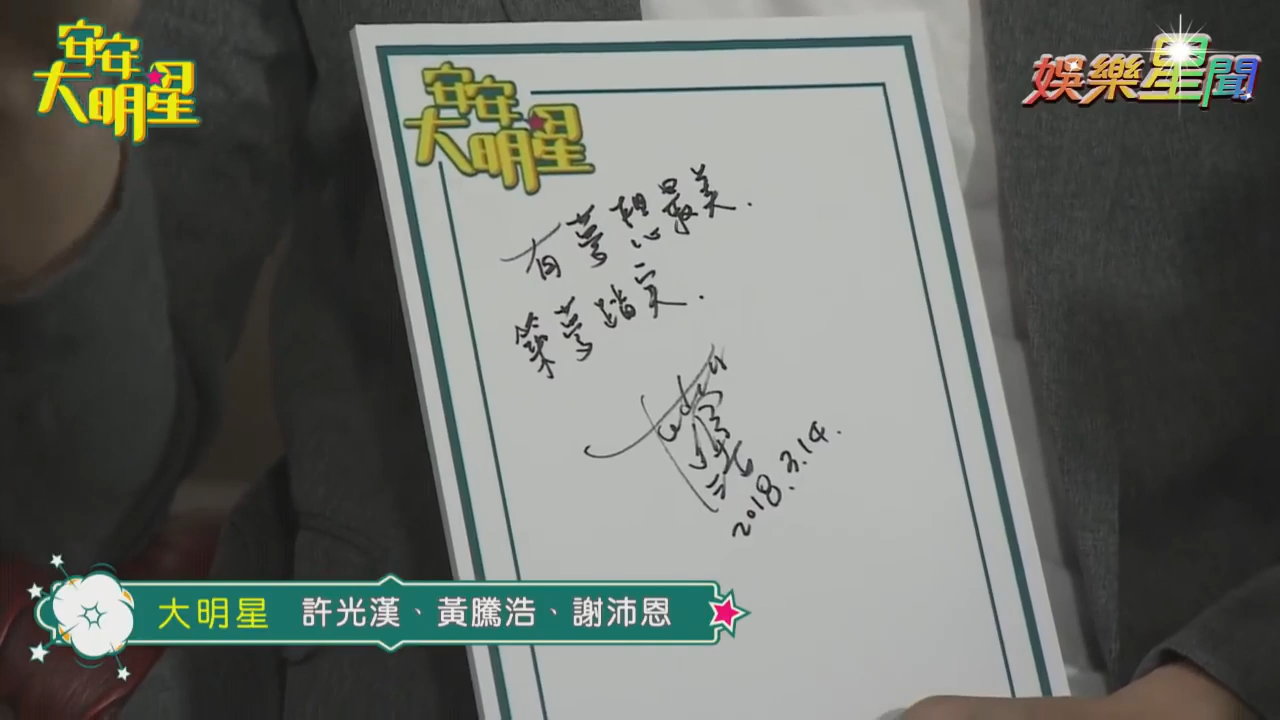 安安
大明星
娛樂星聞
安安
大明星
有夢想最美.
築夢踏实.
2018.3.14.
大明星 許光漢、黃騰浩、謝沛恩